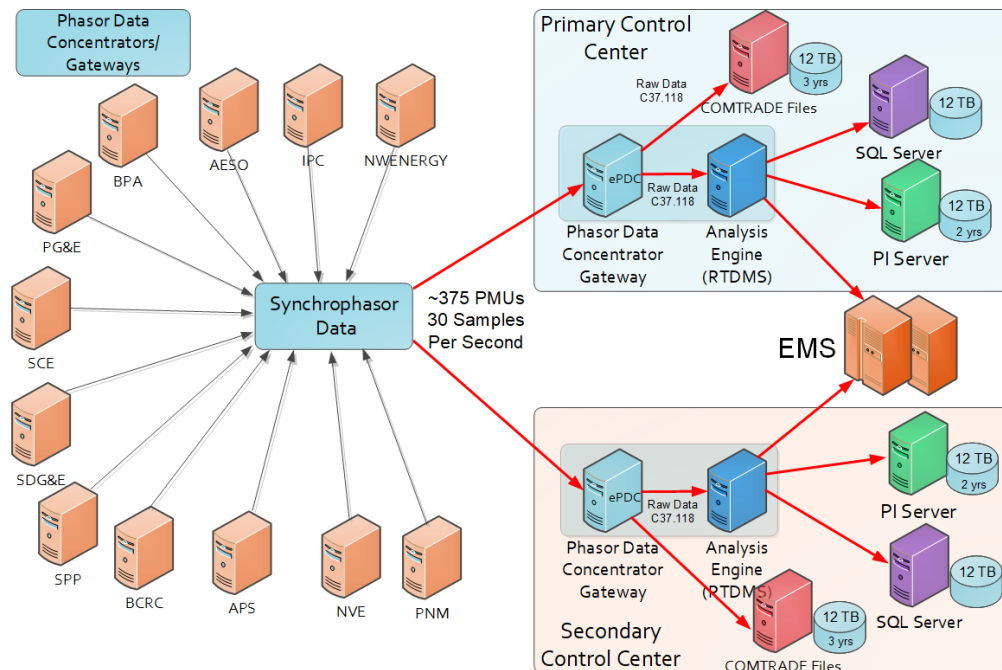 Phasor Data
Concentrators/
Gateways
BPA
AESO
IPC
NWENERGY
PG&E
SCE
SDG&E
SPP
BCRC
APS
NVE
PNM
Synchrophasor
Data
~375 PMUs
30 Samples
Per Second
Primary Control
Center
Raw Data
C37.118
COMTRADE Files
12 TB
3 yrs
ePDC
Raw Data
C37.118
Phasor Data
Concentrator
Gateway
Analysis
Engine
(RTDMS)
SQL Server
12 TB
PI Server
12 TB
2 yrs
EMS
ePDC
Raw Data
C37.118
Phasor Data
Concentrator
Gateway
Analysis
Engine
(RTDMS)
PI Server
12 TB
2 yrs
SQL Server
12 TB
COMTRADE Files
12 TB
3 yrs
Secondary
Control Center